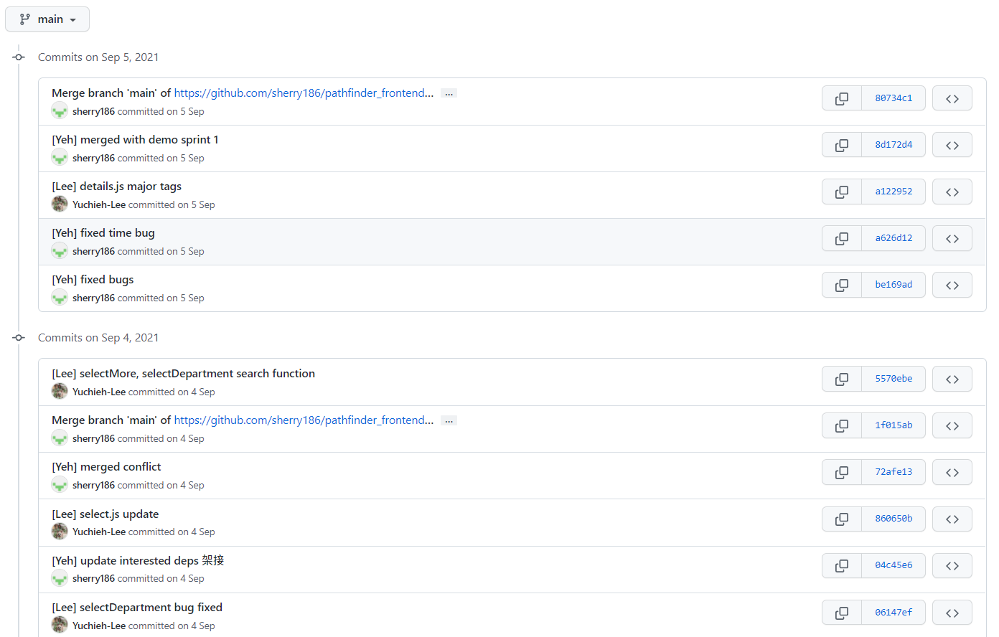 main
Commits on Sep 5, 2021
Merge branch 'main' of https://github.com/sherry186/pathfinder_frontend... ...
80734c1
sherry186 committed on 5 Sep
[Yeh] merged with demo sprint 1
8d172d4
sherry186 committed on 5 Sep
[Lee] details.js major tags
a122952
Yuchieh-Lee committed on 5 Sep
[Yeh] fixed time bug
a626d12
sherry186 committed on 5 Sep
[Yeh] fixed bugs
be169ad
sherry186 committed on 5 Sep
Commits on Sep 4, 2021
[Lee] selectMore, selectDepartment search function
5570ebe
Yuchieh-Lee committed on 4 Sep
Merge branch 'main' of https://github.com/sherry186/pathfinder_frontend... ...
1f015ab
sherry186 committed on 4 Sep
[Yeh] merged conflict
72afe13
sherry186 committed on 4 Sep
[Lee] select.js update
860650b
Yuchieh-Lee committed on 4 Sep
[Yeh] update interested deps 架接
04c45e6
sherry186 committed on 4 Sep
[Lee] selectDepartment bug fixed
06147ef
Yuchieh-Lee committed on 4 Sep